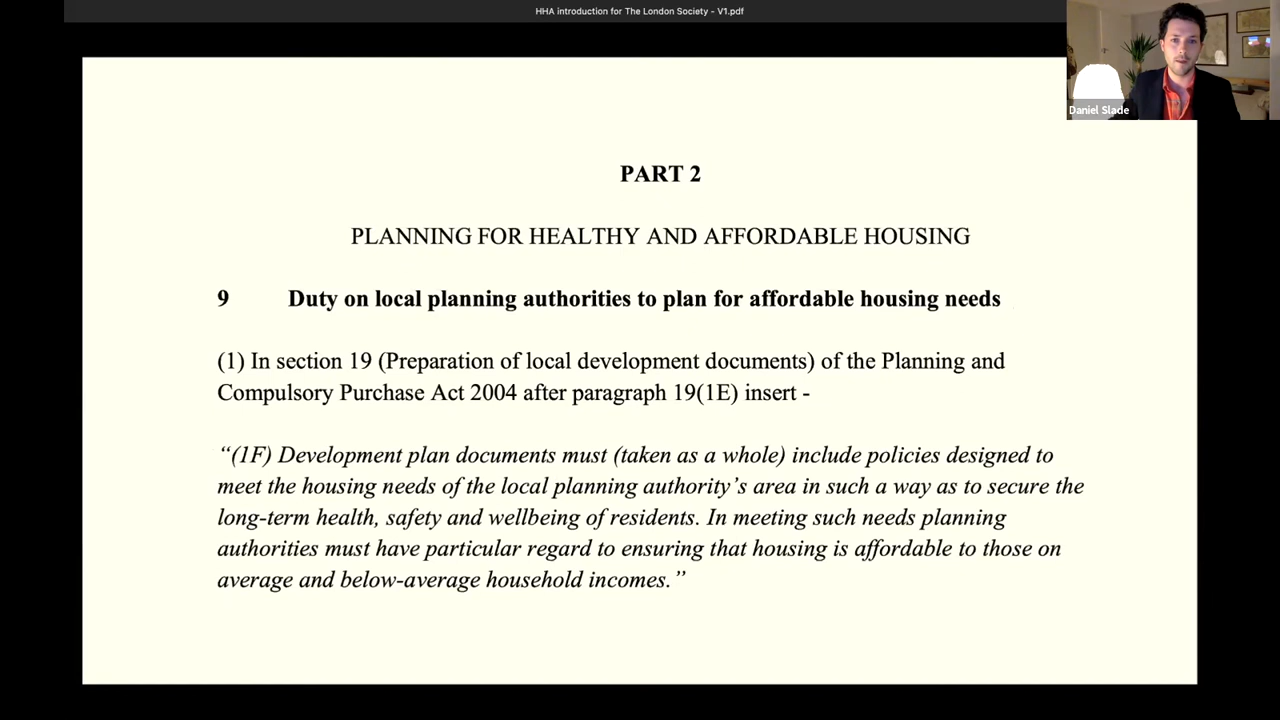 HHA introduction for The London Society - V1.pdf
Daniel Slade
PART 2
PLANNING FOR HEALTHY AND AFFORDABLE HOUSING
9 Duty on local planning authorities to plan for affordable housing needs
(1) In section 19 (Preparation of local development documents) of the Planning and
Compulsory Purchase Act 2004 after paragraph 19(1E) insert -
“(1F) Development plan documents must (taken as a whole) include policies designed to
meet the housing needs of the local planning authority’s area in such a way as to secure the
long-term health, safety and wellbeing of residents. In meeting such needs planning
authorities must have particular regard to ensuring that housing is affordable to those on
average and below-average household incomes.”